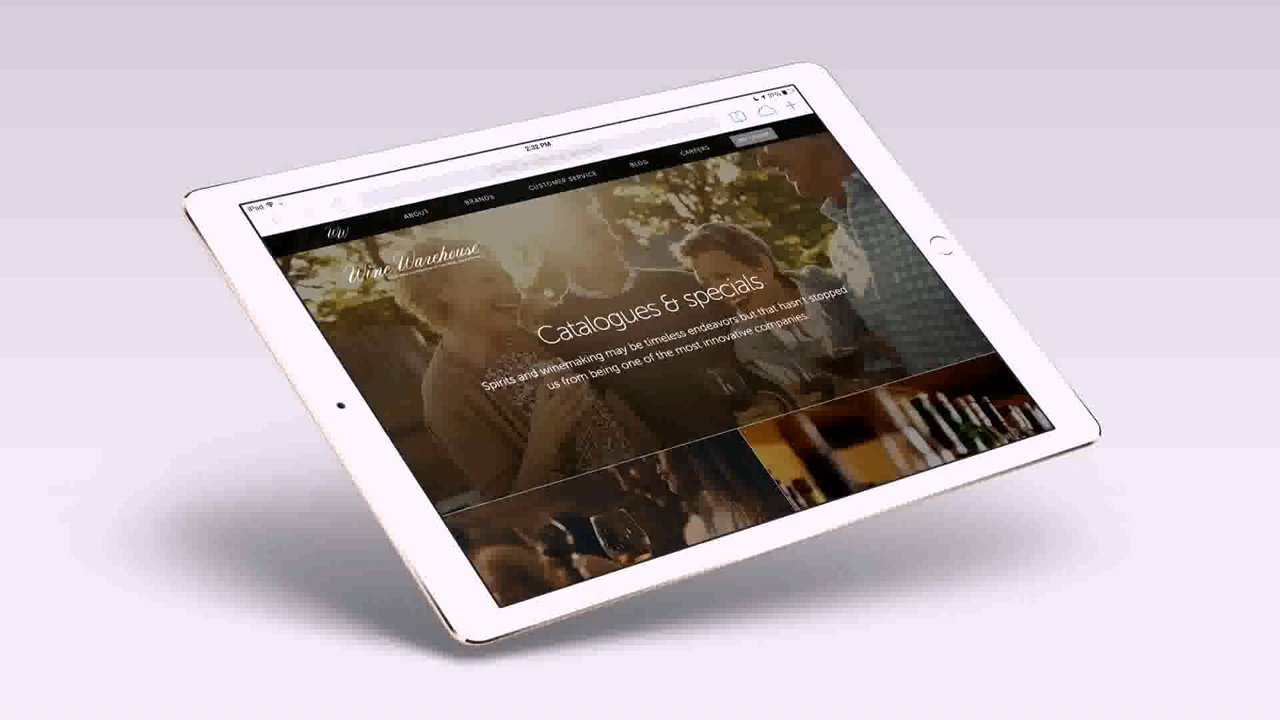 iPad
2:32 PM
WW
ABOUT
BRANDS
CUSTOMER SERVICE
BLOG
CAREERS
Wine Warehouse
Catalogues & specials
Spirits and winemaking may be timeless endeavors but that hasn't stopped
us from being one of the most innovative companies.